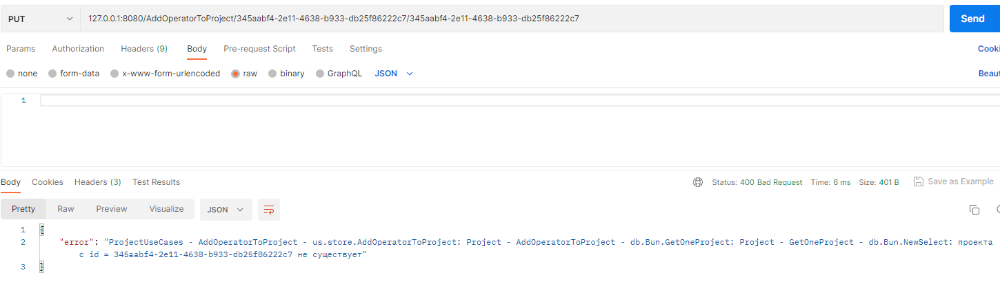 PUT 127.0.0.1:8080/AddOperatorToProject/345aabf4-2e11-4638-b933-db25f86222c7/345aabf4-2e11-4638-b933-db25f86222c7 Send
Params Authorization Headers (9) Body Pre-request Script Tests Settings Cooki
none form-data x-www-form-urlencoded raw binary GraphQL JSON Beaut
1
Body Cookies Headers (3) Test Results Status: 400 Bad Request Time: 6 ms Size: 401 B Save as Example
Pretty Raw Preview Visualize JSON
1 {
2 "error": "ProjectUseCases - AddOperatorToProject - us.store.AddOperatorToProject: Project - AddOperatorToProject - db.Bun.GetOneProject: Project - GetOneProject - db.Bun.NewSelect: проекта
с id = 345aabf4-2e11-4638-b933-db25f86222c7 не существует"
3 }